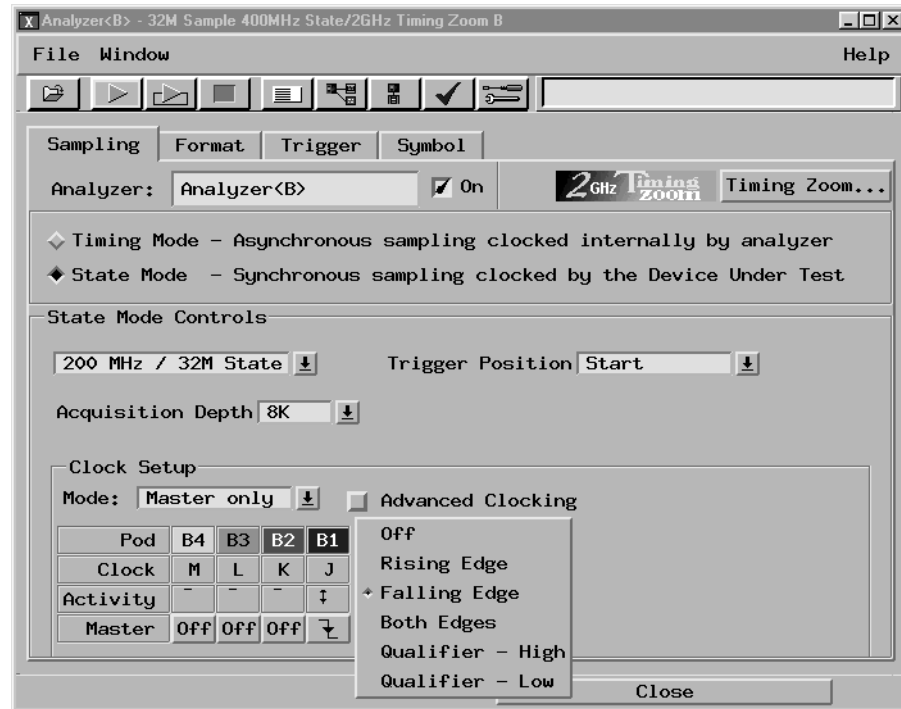 Analyzer<B> - 32M Sample 400MHz State/2GHz Timing Zoom B
File Window Help
Sampling Format Trigger Symbol
Analyzer: Analyzer<B> On 2 GHz Timing zoom Timing Zoom...
Timing Mode - Asynchronous sampling clocked internally by analyzer
State Mode - Synchronous sampling clocked by the Device Under Test
State Mode Controls
200 MHz / 32M State Trigger Position Start
Acquisition Depth 8K
Clock Setup
Mode: Master only Advanced Clocking
Pod B4 B3 B2 B1
Clock M L K J
Activity
Master Off Off Off
Off
Rising Edge
Falling Edge
Both Edges
Qualifier - High
Qualifier - Low
Close